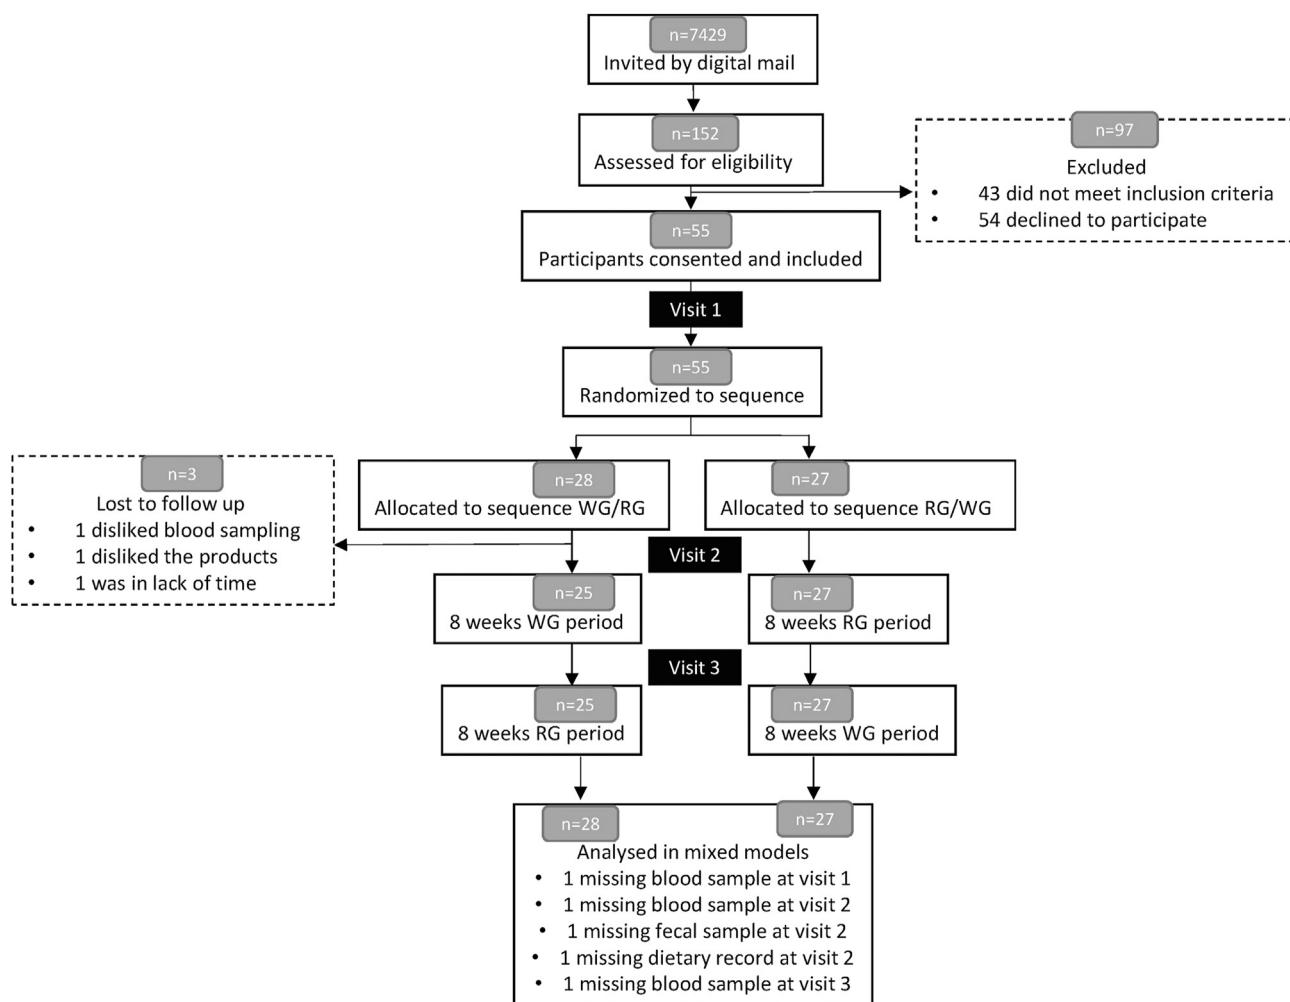 n=7429
Invited by digital mail
n=152
Assessed for eligibility
n=97
Excluded
• 43 did not meet inclusion criteria
• 54 declined to participate
n=55
Participants consented and included
Visit 1
n=55
Randomized to sequence
n=28
Allocated to sequence WG/RG
n=27
Allocated to sequence RG/WG
n=3
Lost to follow up
• 1 disliked blood sampling
• 1 disliked the products
• 1 was in lack of time
Visit 2
n=25
8 weeks WG period
n=27
8 weeks RG period
Visit 3
n=25
8 weeks RG period
n=27
8 weeks WG period
n=28
n=27
Analysed in mixed models
• 1 missing blood sample at visit 1
• 1 missing blood sample at visit 2
• 1 missing fecal sample at visit 2
• 1 missing dietary record at visit 2
• 1 missing blood sample at visit 3